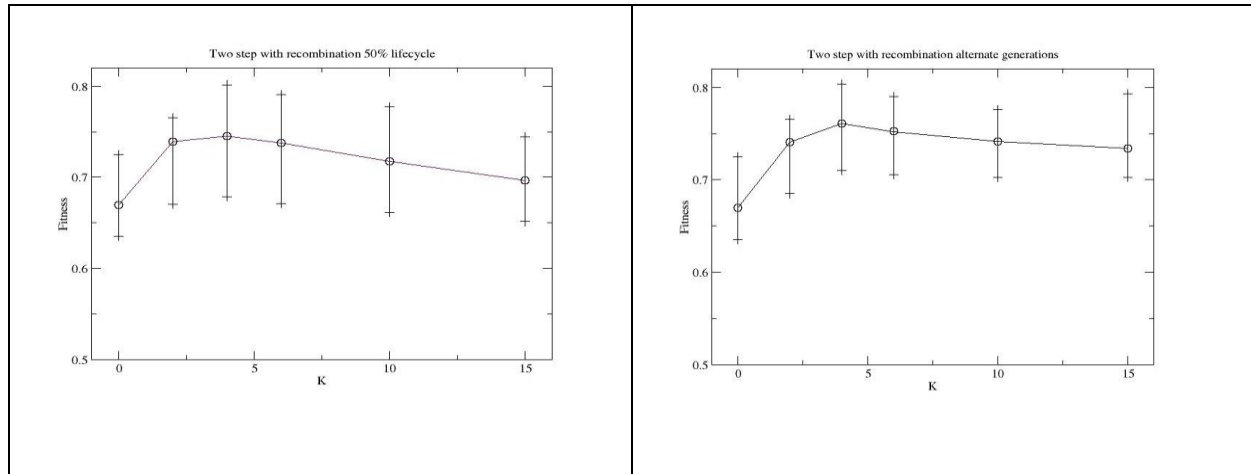 Two step with recombination 50% lifecycle
0.8
0.7
0.6
0.5
Fitness
0 5 10 15
K
Two step with recombination alternate generations
0.8
0.7
0.6
0.5
Fitness
0 5 10 15
K